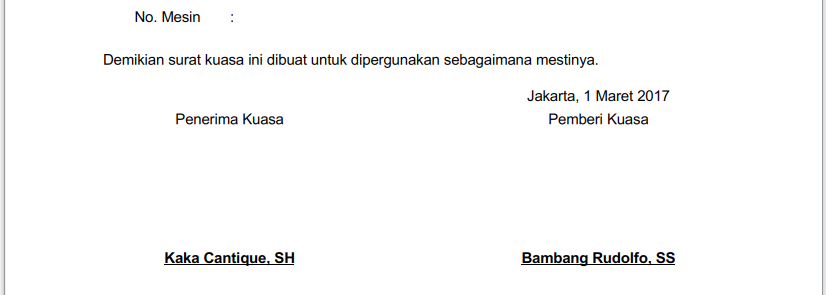 No. Mesin :
Demikian surat kuasa ini dibuat untuk dipergunakan sebagaimana mestinya.
Jakarta, 1 Maret 2017
Penerima Kuasa Pemberi Kuasa
Kaka Cantique, SH Bambang Rudolfo, SS